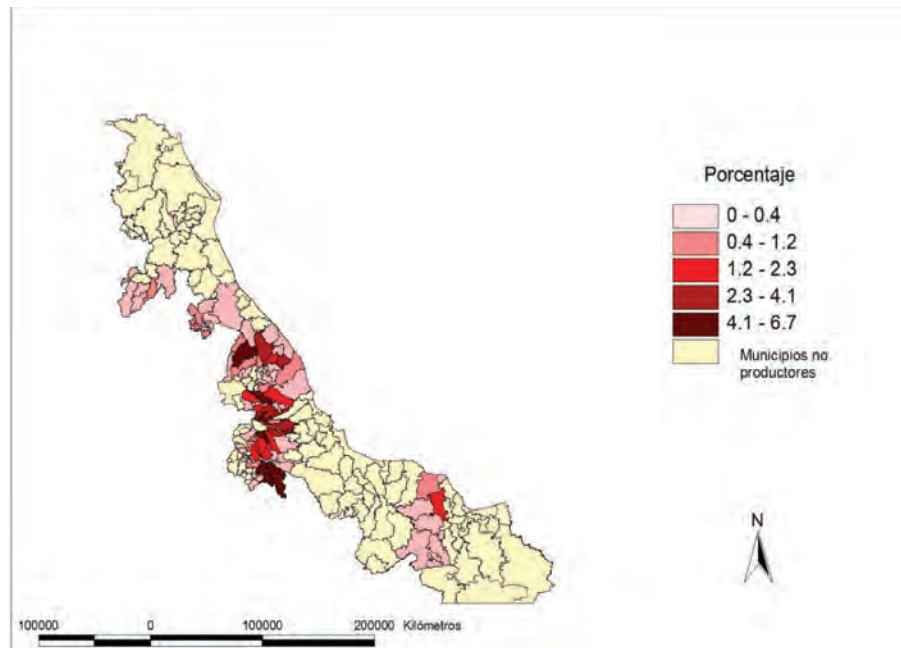 Porcentaje
0 - 0.4
0.4 - 1.2
1.2 - 2.3
2.3 - 4.1
4.1 - 6.7
Municipios no
productores
N
100000 0 100000 200000 Kilómetros